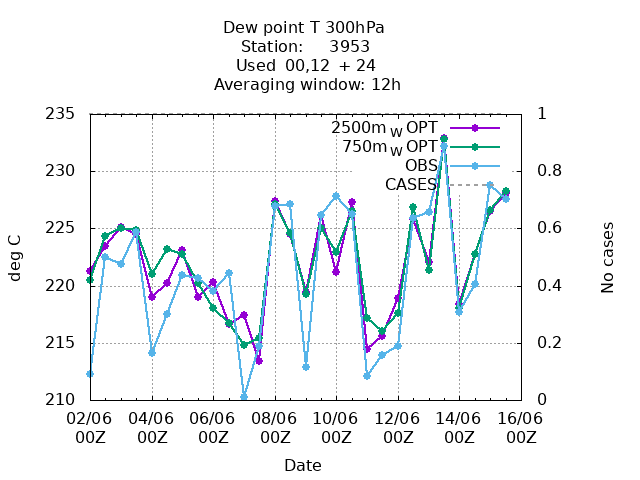 Dew point T 300hPa
Station: 3953
Used 00,12 + 24
Averaging window: 12h
235 1
2500m W OPT
750m W OPT
230 OBS 0.8
CASES
225 0.6
deg C No cases
220 0.4
215 0.2
210 0
02/06 04/06 06/06 08/06 10/06 12/06 14/06 16/06
00Z 00Z 00Z 00Z 00Z 00Z 00Z 00Z
Date